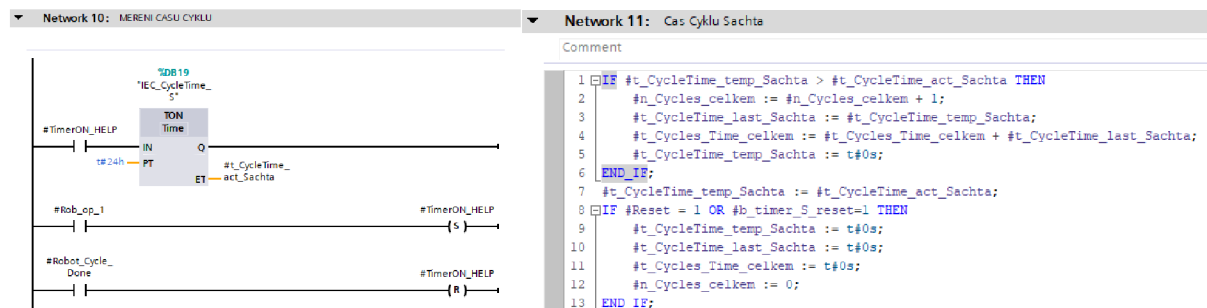 Network 10: MERENI CASU CYKLU
%DB19
"IEC_CycleTime_
S"
TON
Time
#TimerON_HELP
IN
Q
t#24h
PT
#t_CycleTime_
ET
act_Sachta
#Rob_op_1
#TimerON_HELP
S
#Robot_Cycle_
Done
#TimerON_HELP
R
Network 11: Cas Cyklu Sachta
Comment
1 IF #t_CycleTime_temp_Sachta > #t_CycleTime_act_Sachta THEN
2 #n_Cycles_celkem := #n_Cycles_celkem + 1;
3 #t_CycleTime_last_Sachta := #t_CycleTime_temp_Sachta;
4 #t_Cycles_Time_celkem := #t_Cycles_Time_celkem + #t_CycleTime_last_Sachta;
5 #t_CycleTime_temp_Sachta := t#0s;
6 END_IF;
7 #t_CycleTime_temp_Sachta := #t_CycleTime_act_Sachta;
8 IF #Reset = 1 OR #b_timer_S_reset=1 THEN
9 #t_CycleTime_temp_Sachta := t#0s;
10 #t_CycleTime_last_Sachta := t#0s;
11 #t_Cycles_Time_celkem := t#0s;
12 #n_Cycles_celkem := 0;
13 END_IF;